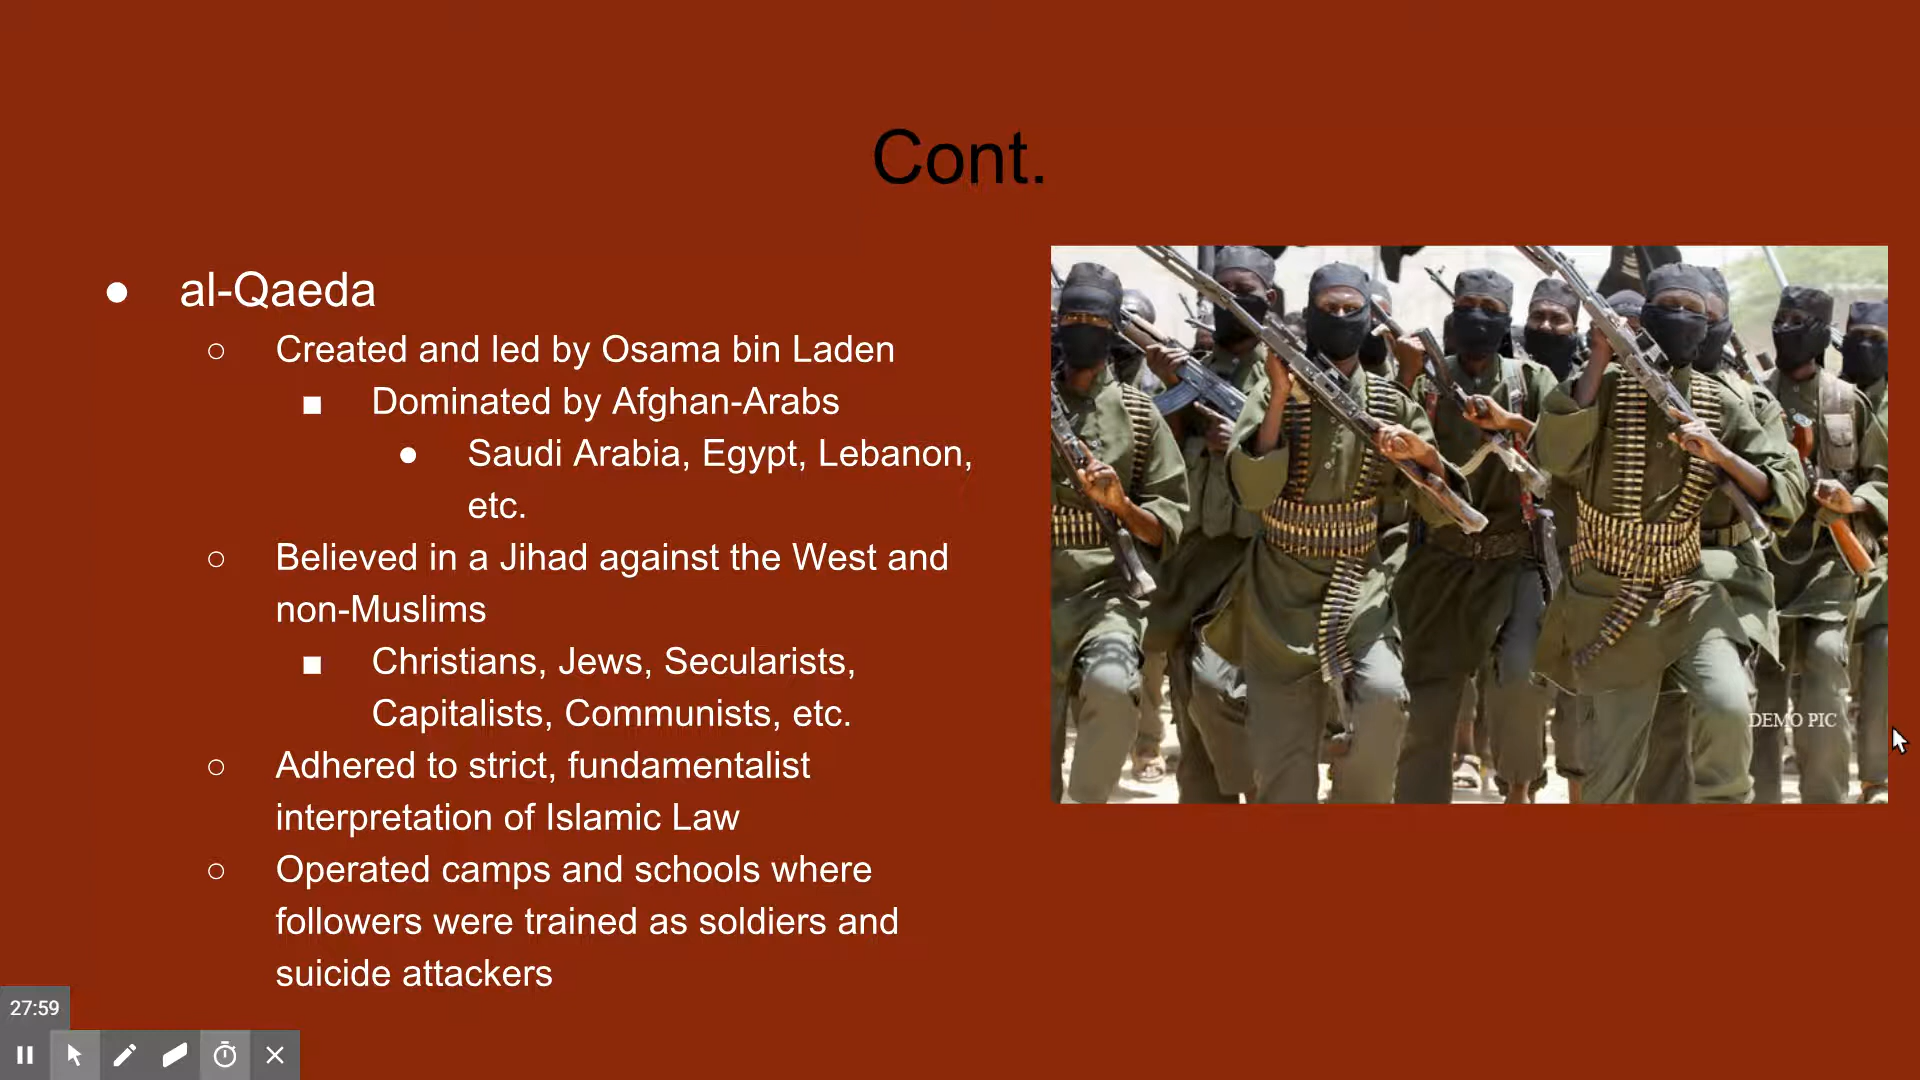 Cont.
● al-Qaeda
○ Created and led by Osama bin Laden
■ Dominated by Afghan-Arabs
● Saudi Arabia, Egypt, Lebanon,
etc.
○ Believed in a Jihad against the West and
non-Muslims
■ Christians, Jews, Secularists,
Capitalists, Communists, etc.
○ Adhered to strict, fundamentalist
interpretation of Islamic Law
○ Operated camps and schools where
followers were trained as soldiers and
suicide attackers
DEMO PIC
27:59